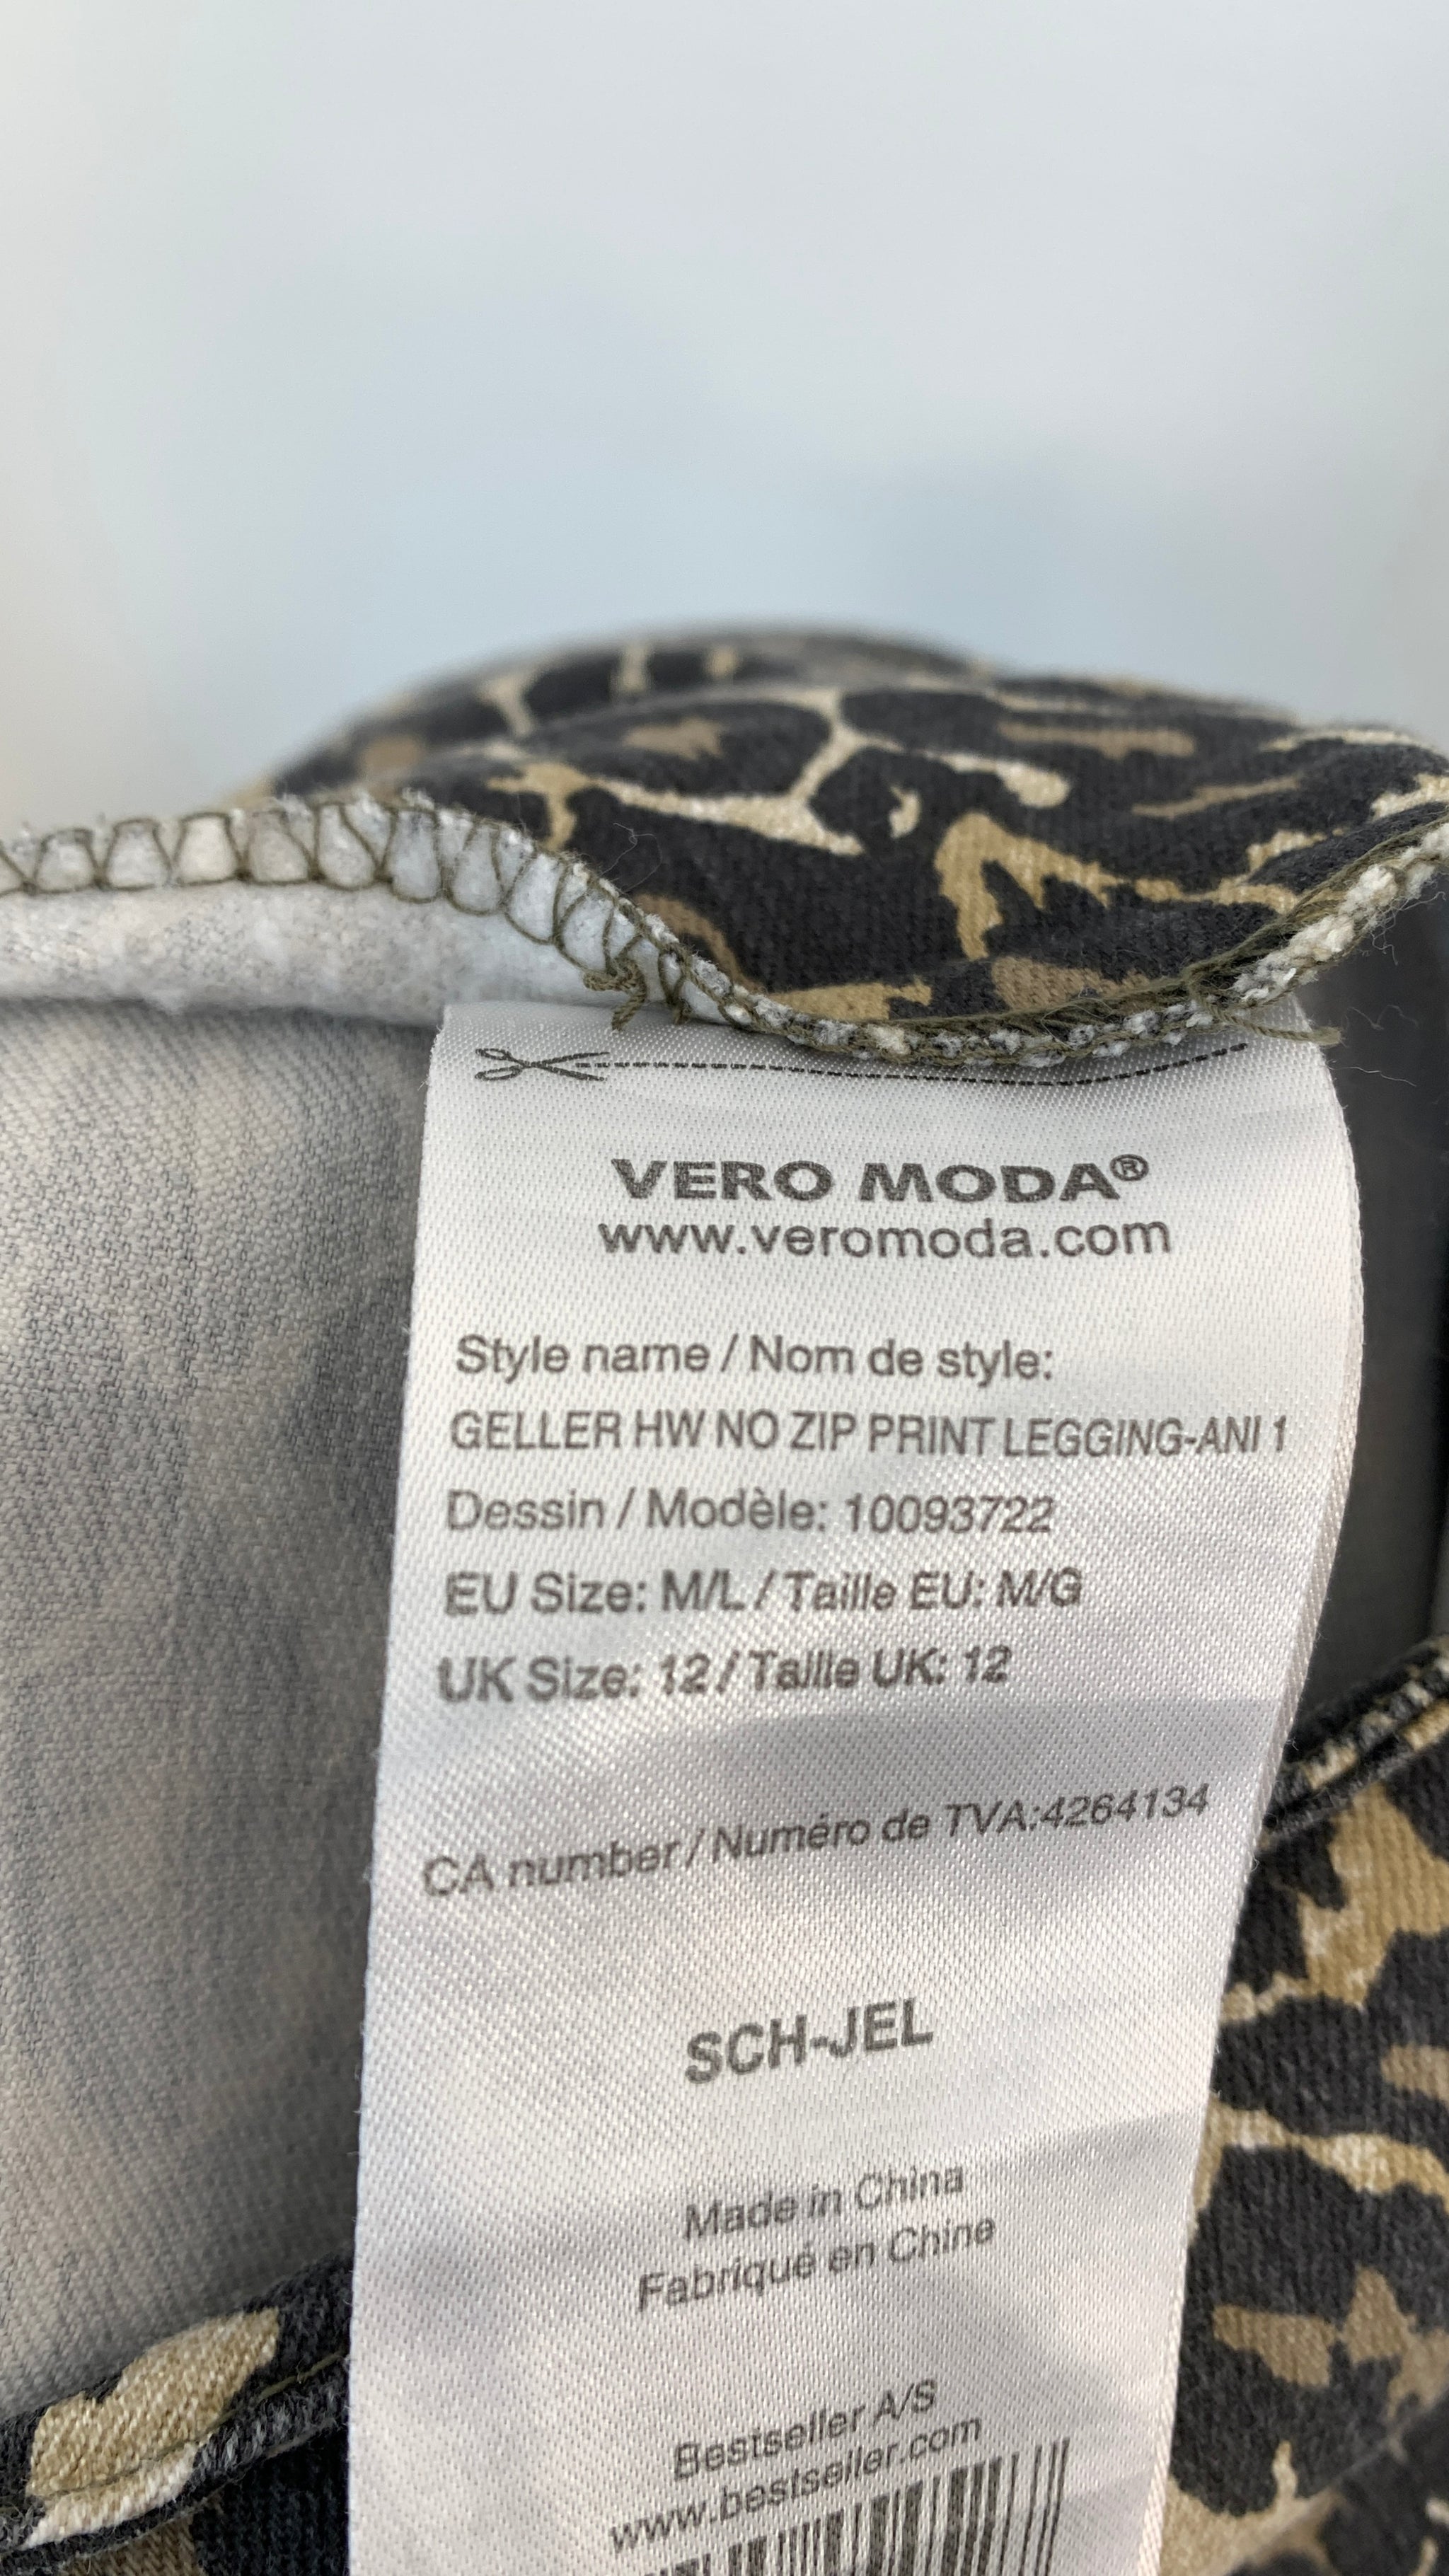 VERO MODA®
www.veromoda.com
Style name / Nom de style:
GELLER HW NO ZIP PRINT LEGGING-ANI 1
Dessin / Modèle: 10093722
EU Size: M/L / Taille EU: M/G
UK Size: 12 / Taille UK: 12
CA number / Numéro de TVA:4264134
SCH-JEL
Made in China
Fabriqué en Chine
Bestseller A/S
www.bestseller.com